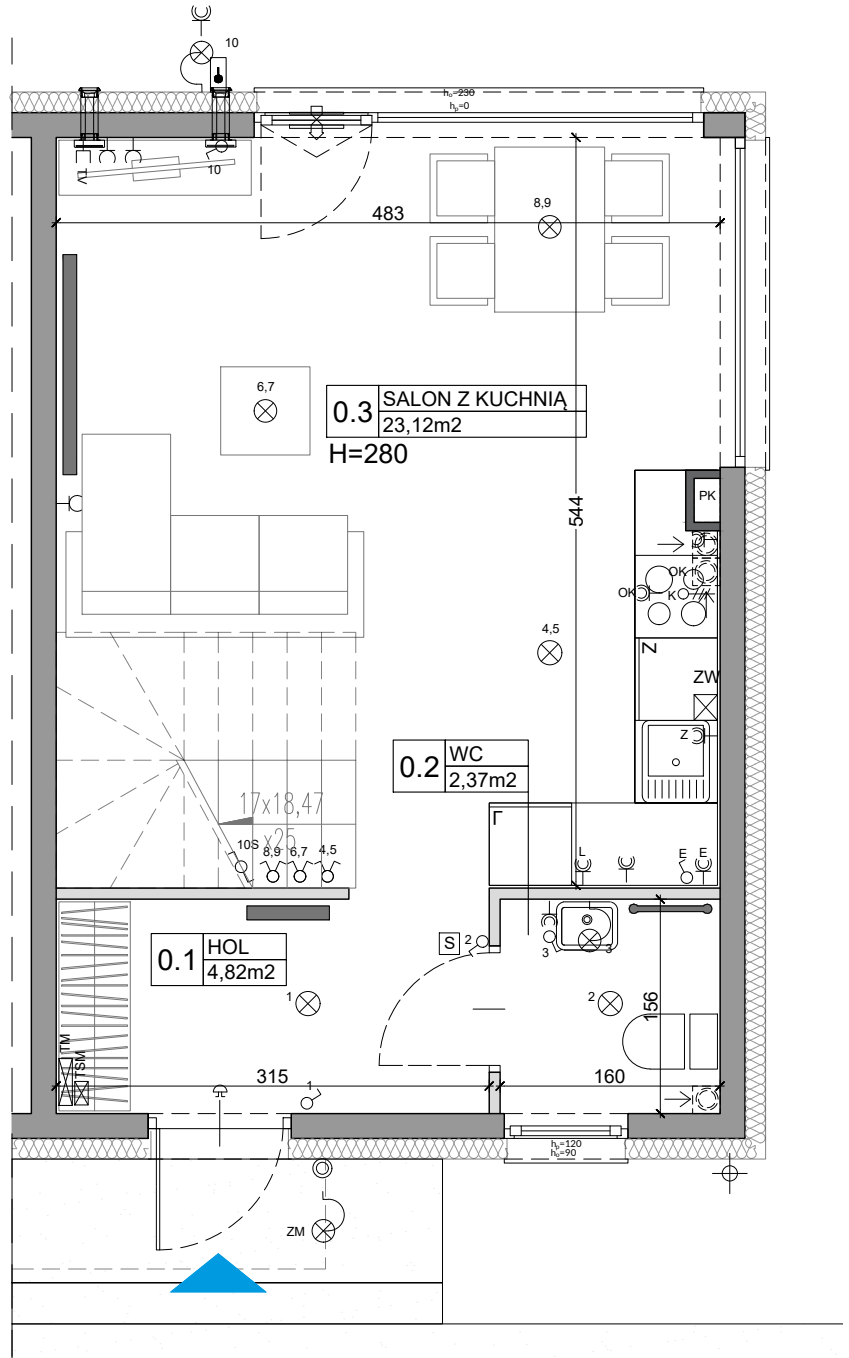 10
hₒ=230
hₚ=0
TV
10
483
8,9
6,7
0.3 SALON Z KUCHNIĄ
23,12m2
H=280
544
PK
OK
OK
K
4,5
Z
ZW
Z
0.2 WC
2,37m2
17x18,47
x25
10S
8,9
6,7
4,5
L
E
E
0.1 HOL
4,82m2
S
2
3
3
1
2
156
TM
TSM
315
1
160
hₚ=120
hₒ=90
ZM